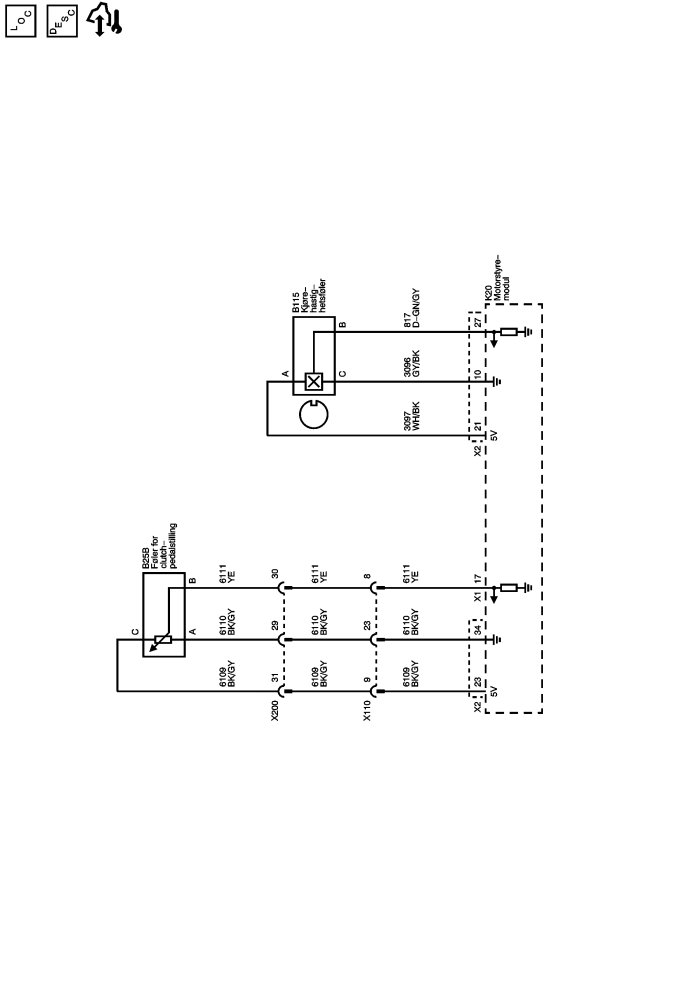 LOC
DESC
K20
Motorstyre–
modul
B115
Kjøre–
hastig–
hetsføler
A
B
C
817
D–GN/GY
3096
GY/BK
3097
WH/BK
27
10
21
X2
5V
B25B
Føler for
clutch–
pedalstilling
C
B
A
6111
YE
30
6111
YE
8
6111
YE
17
X1
6110
BK/GY
29
6110
BK/GY
23
6110
BK/GY
34
6109
BK/GY
31
6109
BK/GY
9
6109
BK/GY
23
X200
X110
X2
5V